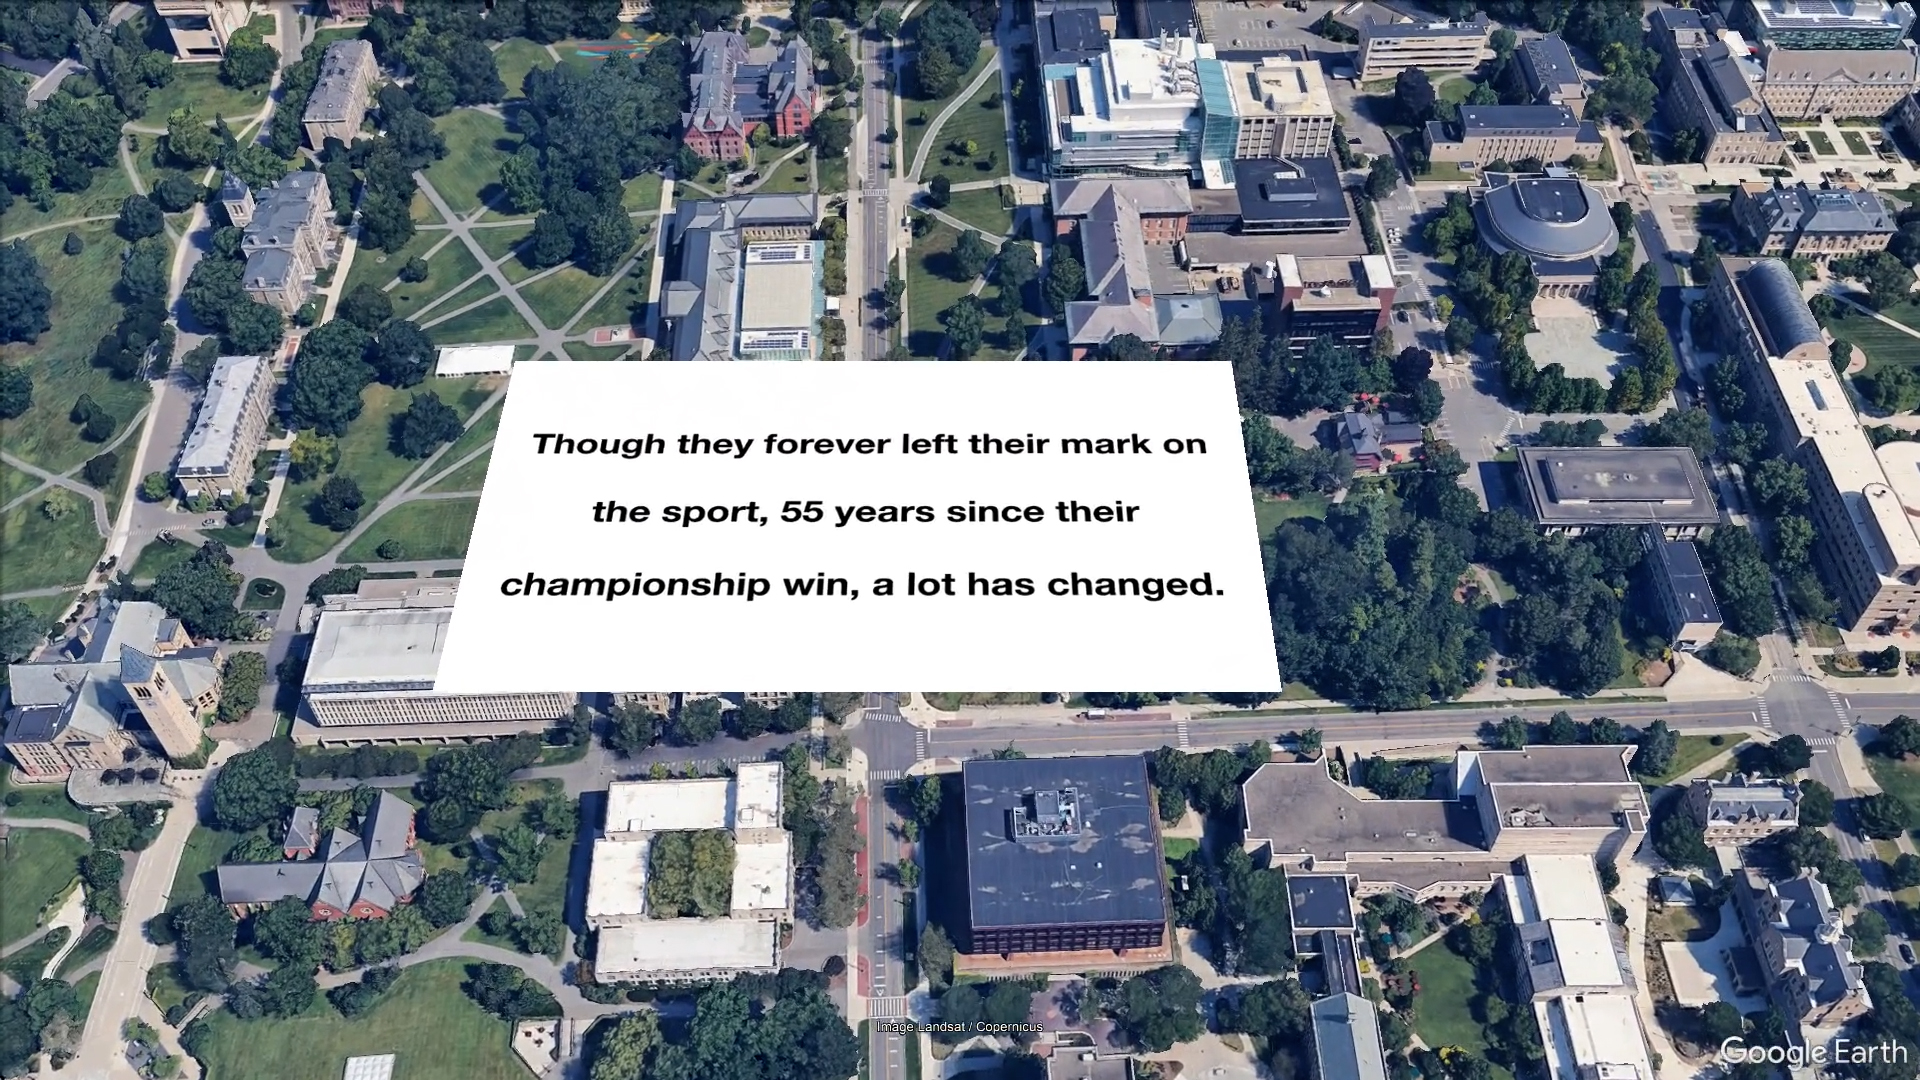 Though they forever left their mark on
the sport, 55 years since their
championship win, a lot has changed.
Image Landsat / Copernicus
Google Earth